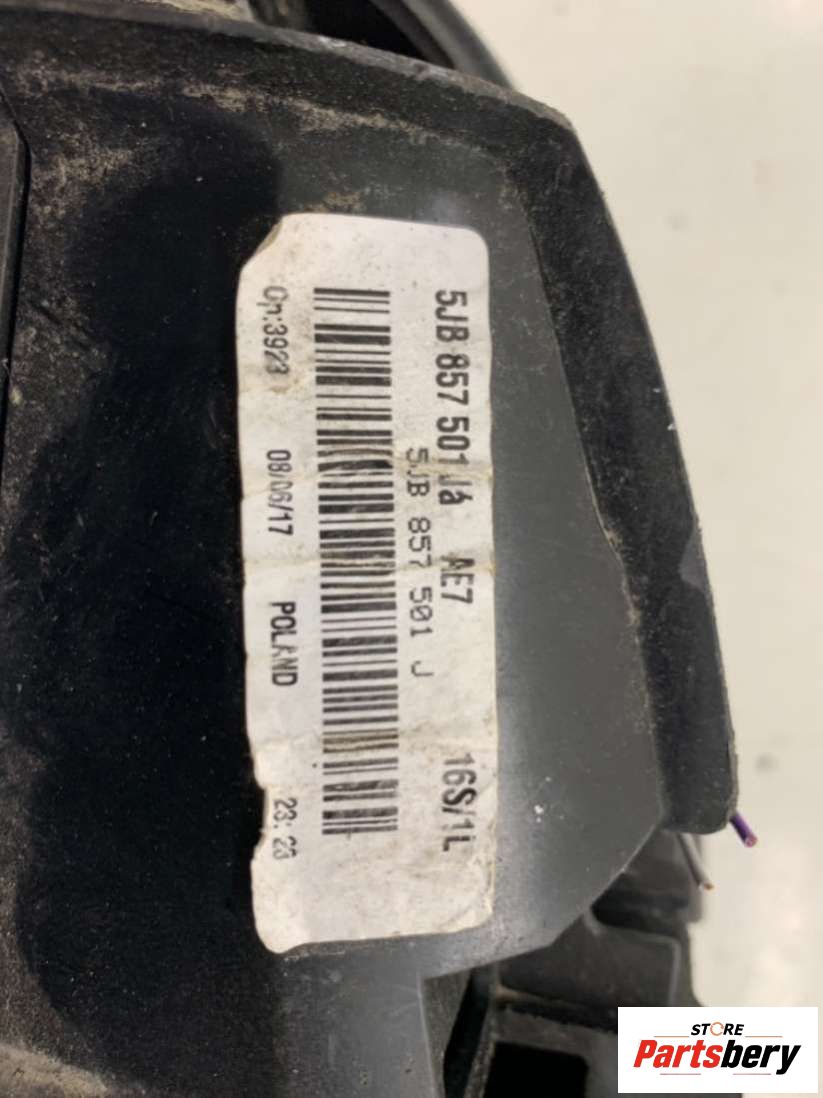 5JB 857 501 Já AE7 16S/1L
5JB 857 501 J
Op:3923 08/06/17 POLAND 23:23
STORE
Partsbery